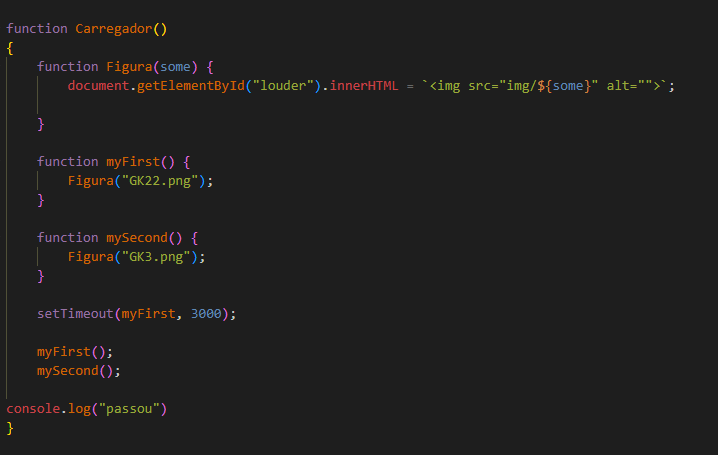 function Carregador()
{
    function Figura(some) {
        document.getElementById("louder").innerHTML = `<img src="img/${some}" alt="">`;

    }

    function myFirst() {
        Figura("GK22.png");
    }

    function mySecond() {
        Figura("GK3.png");
    }

    setTimeout(myFirst, 3000);

    myFirst();
    mySecond();

console.log("passou")
}